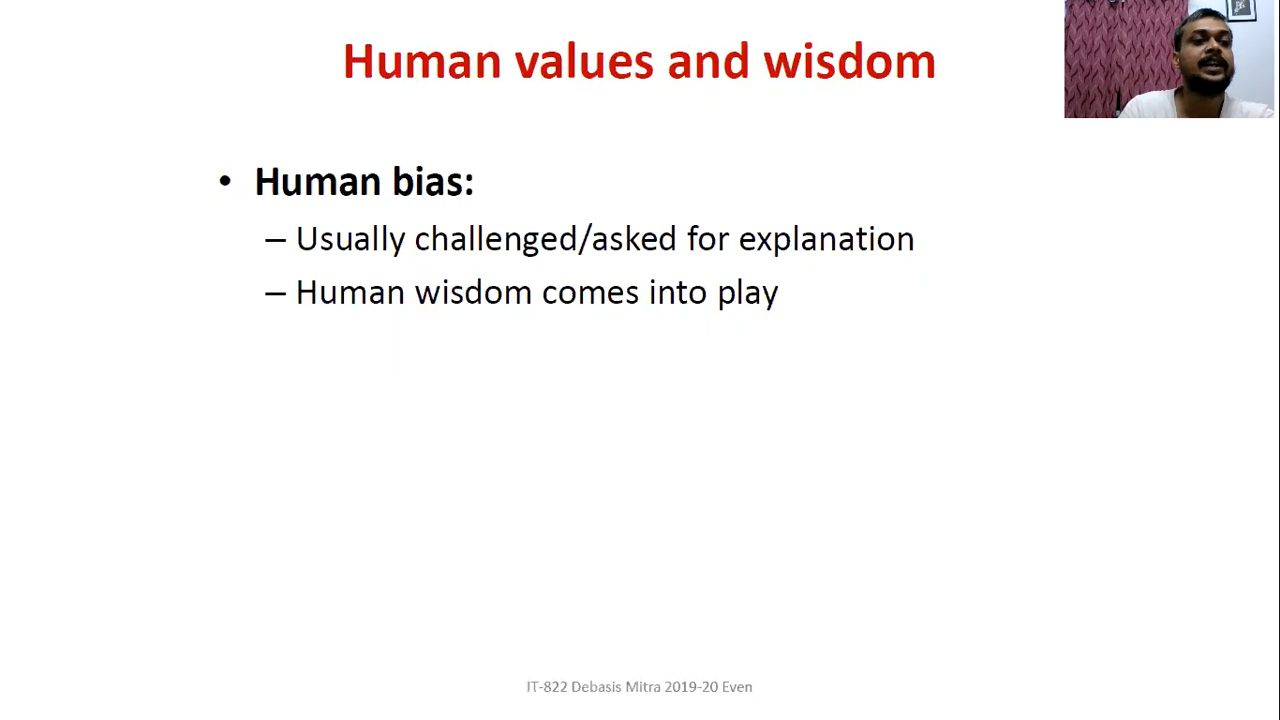 Human values and wisdom
• Human bias:
– Usually challenged/asked for explanation
– Human wisdom comes into play
IT-822 Debasis Mitra 2019-20 Even